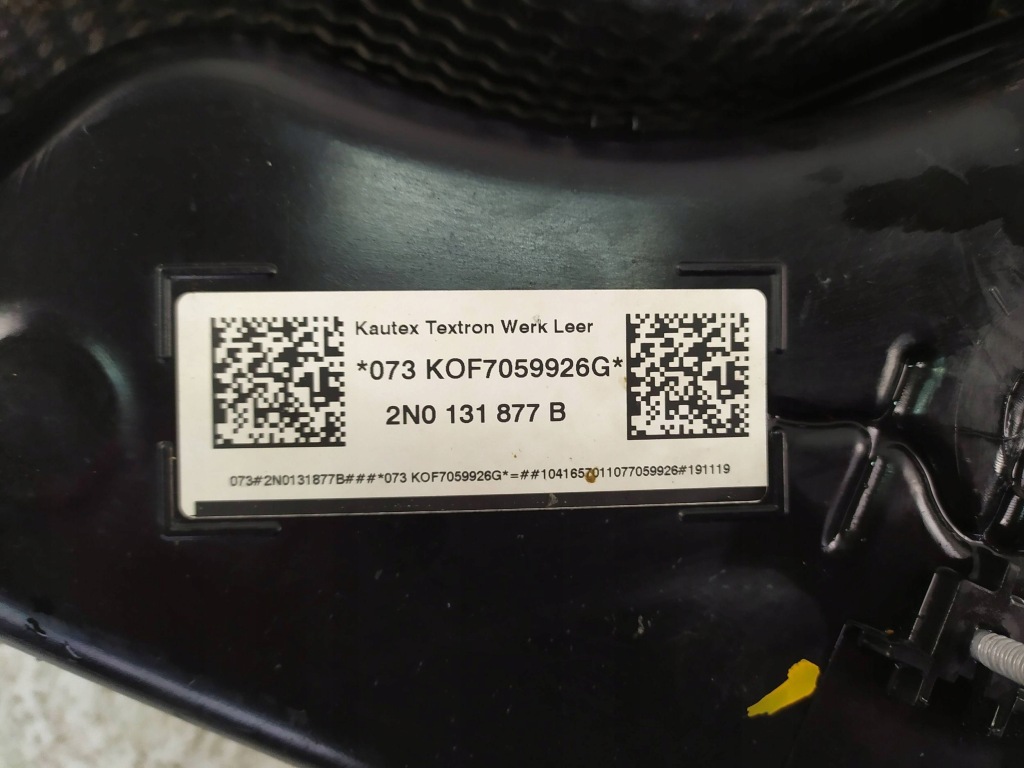 Kautex Textron Werk Leer
*073 KOF7059926G*
2N0 131 877 B
073#2N0131877B###*073 KOF7059926G*=##1041657011077059926#191119